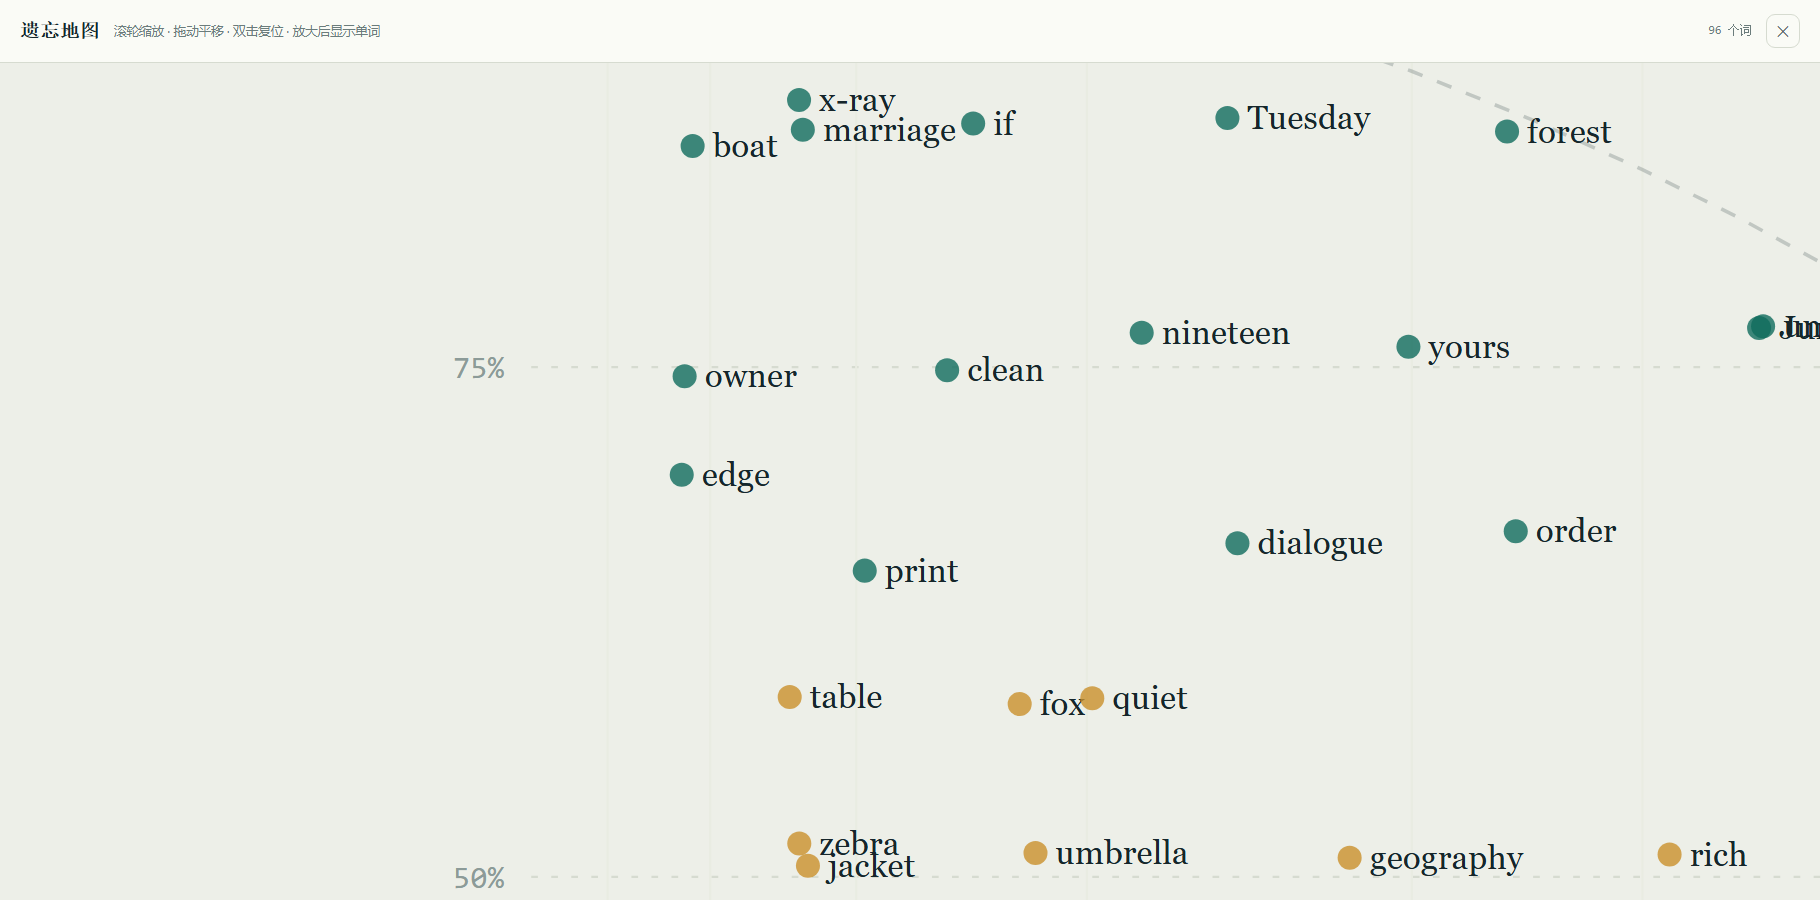 遗忘地图 滚轮缩放 · 拖动平移 · 双击复位 · 放大后显示单词 96 个词
x-ray
marriage if Tuesday forest
boat
nineteen yours
75% owner clean
edge
dialogue order
print
table fox quiet
zebra umbrella geography rich
jacket
50%